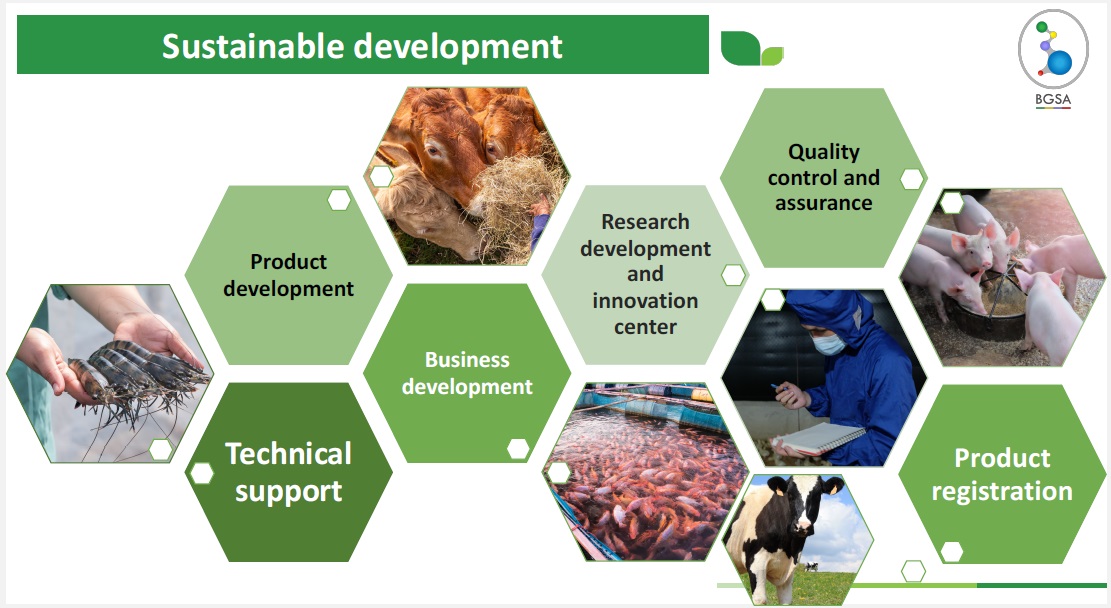 Sustainable development
BGSA
Quality
control and
assurance
Research
development
and
innovation
center
Product
development
Business
development
Technical
support
Product
registration